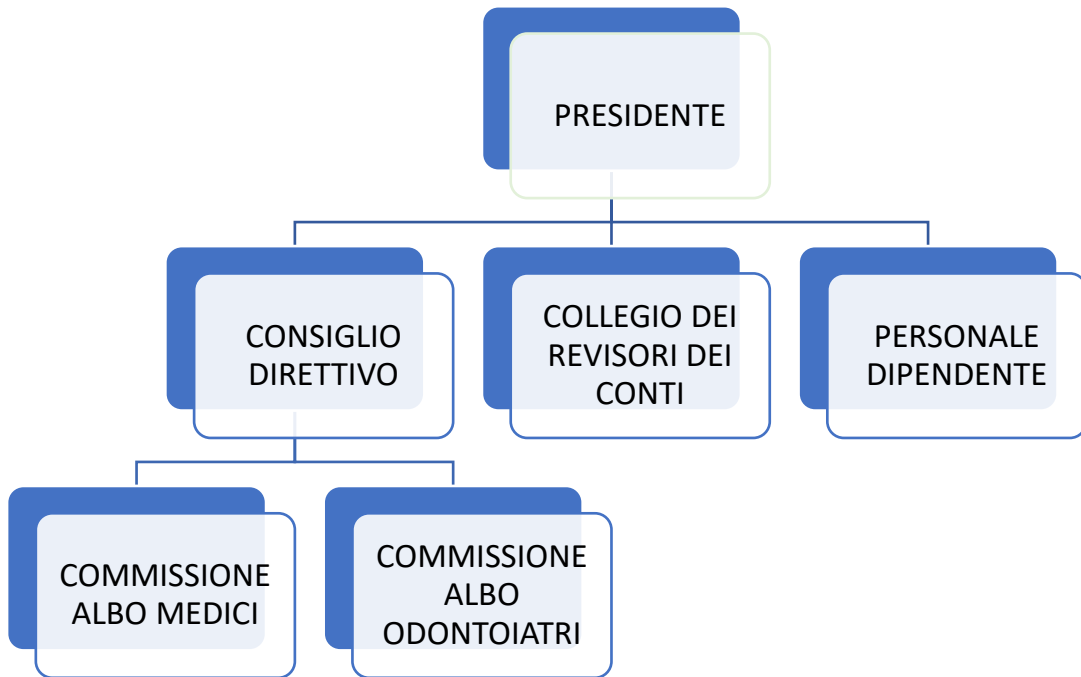 PRESIDENTE
CONSIGLIO
DIRETTIVO
COLLEGIO DEI
REVISORI DEI
CONTI
PERSONALE
DIPENDENTE
COMMISSIONE
ALBO MEDICI
COMMISSIONE
ALBO
ODONTOIATRI